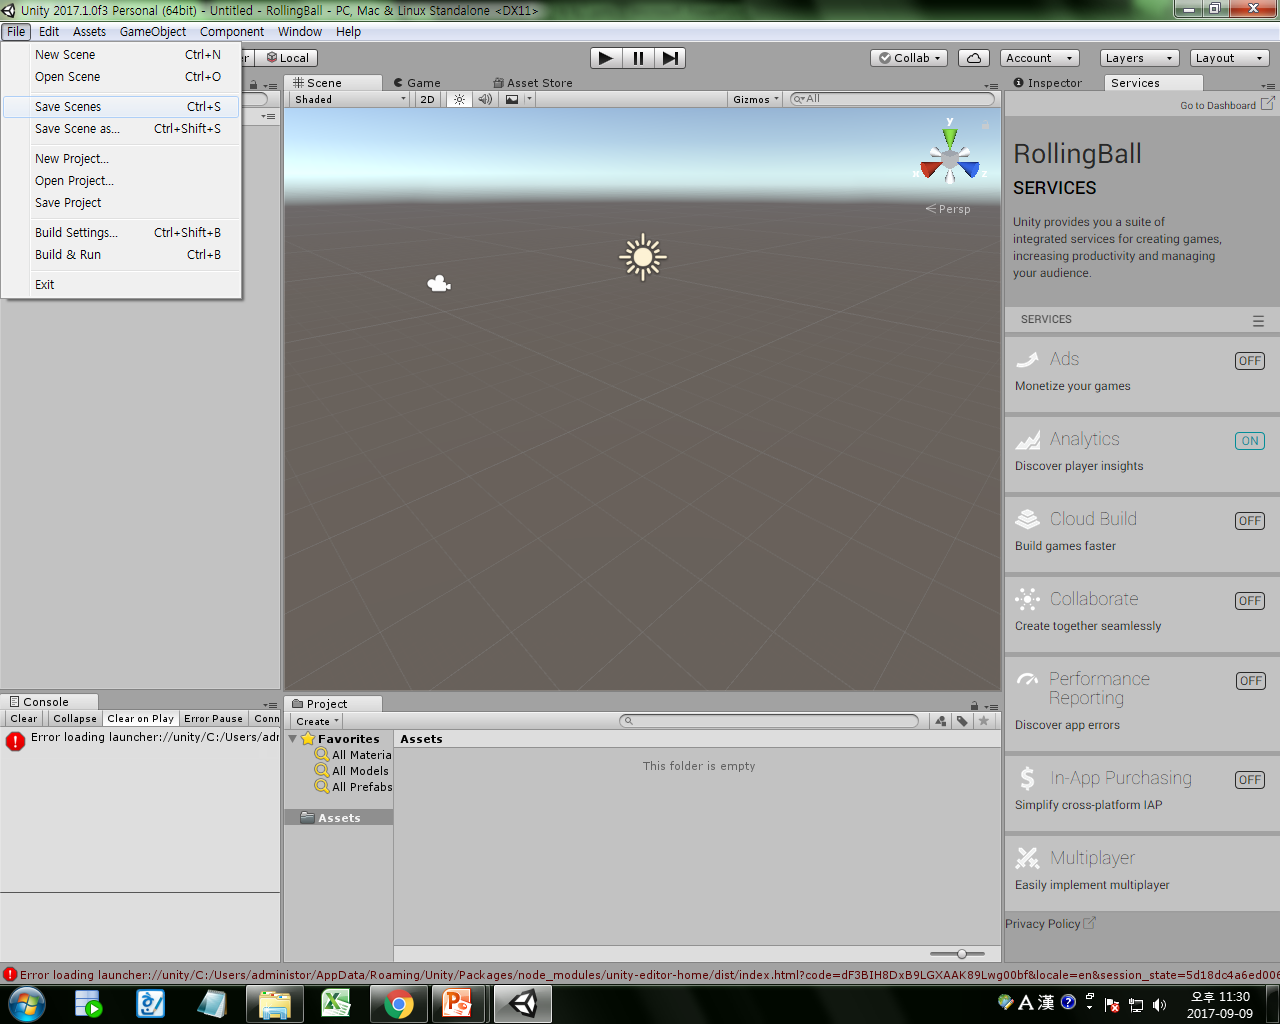 Unity 2017.1.0f3 Personal (64bit) - Untitled - RollingBall - PC, Mac & Linux Standalone <DX11>
File Edit Assets GameObject Component Window Help
New Scene Ctrl+N
Open Scene Ctrl+O
Save Scenes Ctrl+S
Save Scene as... Ctrl+Shift+S
New Project...
Open Project...
Save Project
Build Settings... Ctrl+Shift+B
Build & Run Ctrl+B
Exit
Local
Collab
Account
Layers
Layout
Scene
Game
Asset Store
Shaded
2D
Gizmos
All
y
x
z
Persp
Inspector
Services
Go to Dashboard
RollingBall
SERVICES
Unity provides you a suite of
integrated services for creating games,
increasing productivity and managing
your audience.
SERVICES
Ads OFF
Monetize your games
Analytics ON
Discover player insights
Cloud Build OFF
Build games faster
Collaborate OFF
Create together seamlessly
Performance
Reporting OFF
Discover app errors
In-App Purchasing OFF
Simplify cross-platform IAP
Multiplayer
Easily implement multiplayer
Privacy Policy
Console
Clear Collapse Clear on Play Error Pause Conn
Error loading launcher://unity/C:/Users/adr
Project
Create
Favorites
All Materia
All Models
All Prefabs
Assets
Assets
This folder is empty
Error loading launcher://unity/C:/Users/administor/AppData/Roaming/Unity/Packages/node_modules/unity-editor-home/dist/index.html?code=dF3BIH8DxB9LGXAAK89Lwg00bf&locale=en&session_state=5d18dc4a6ed006
A 漢
오후 11:30
2017-09-09